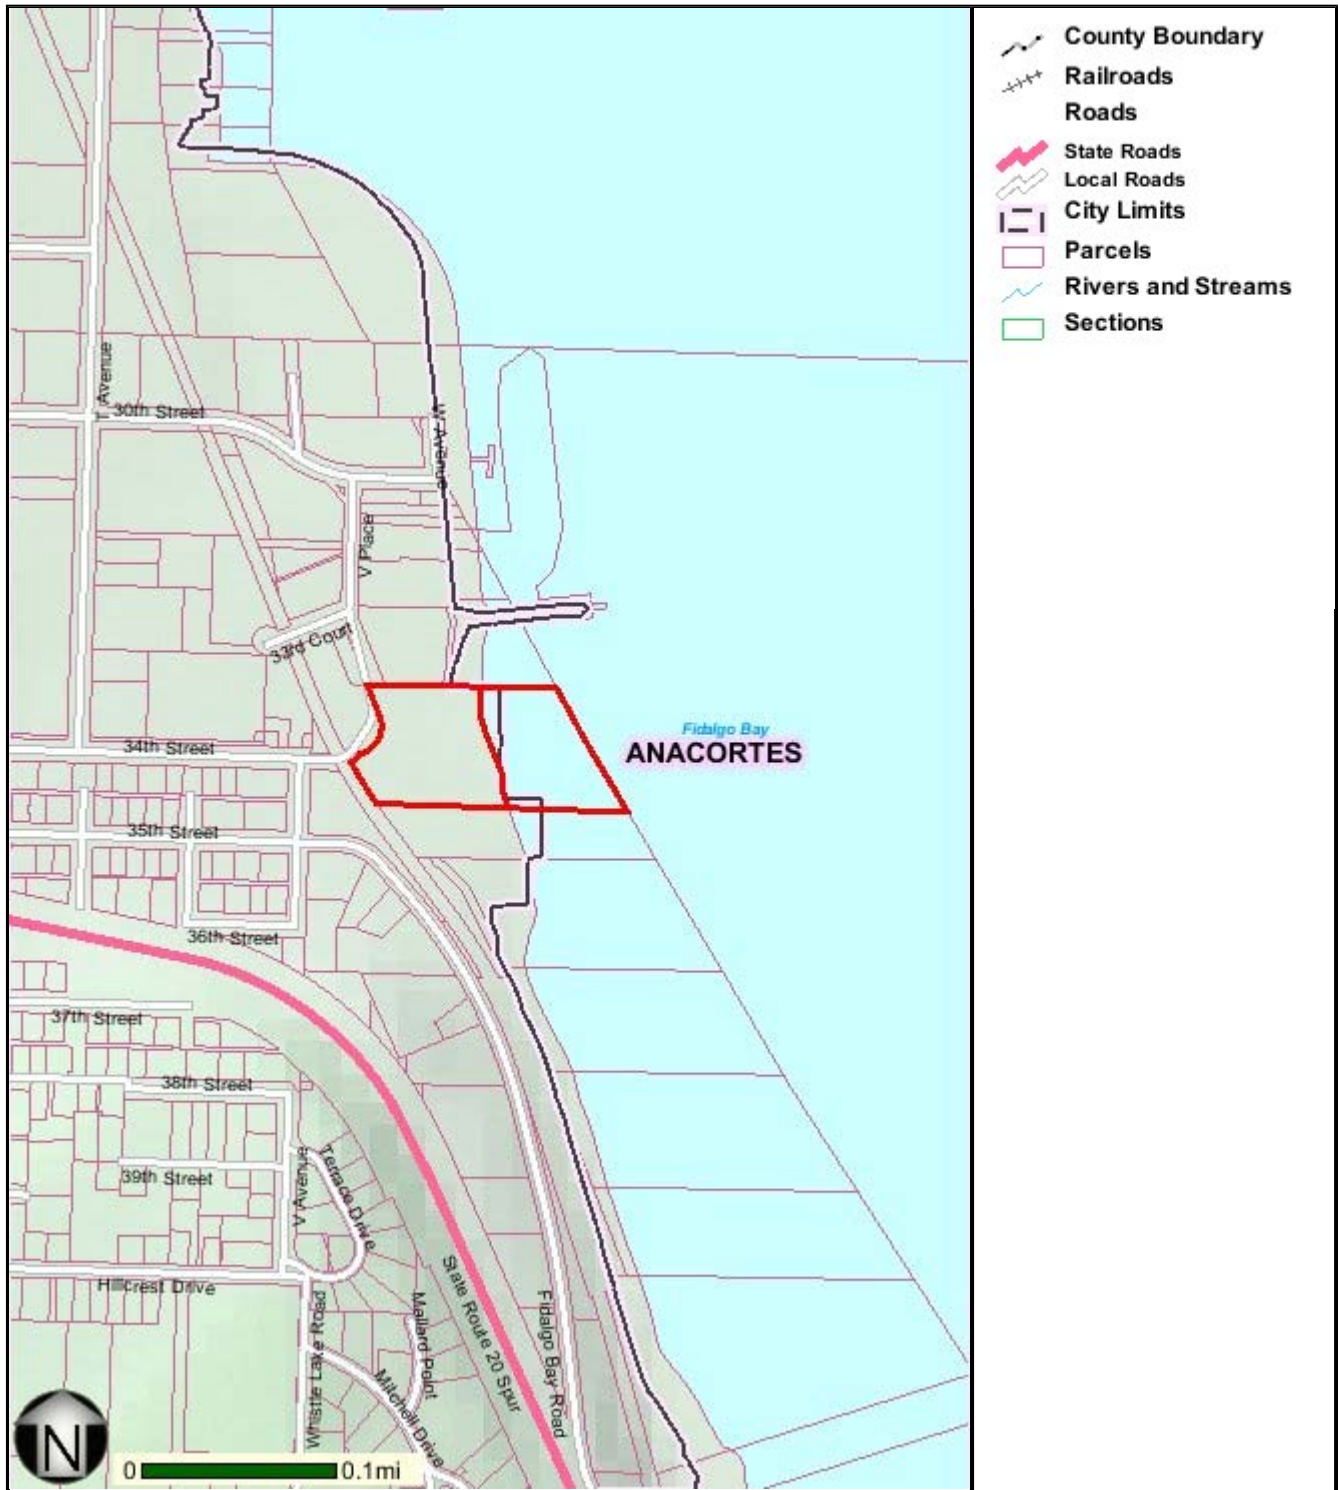 County Boundary
Railroads
Roads
State Roads
Local Roads
City Limits
Parcels
Rivers and Streams
Sections
T Avenue
30th Street
W Avenue
V Place
33rd Court
Fidalgo Bay
ANACORTES
34th Street
35th Street
36th Street
37th Street
38th Street
39th Street
V Avenue
Terrace Drive
Hillcrest Drive
State Route 20 Spur
Fidalgo Bay Road
Whistle Lake Road
Mallard Point
Mitchell Drive
N
0 0.1mi